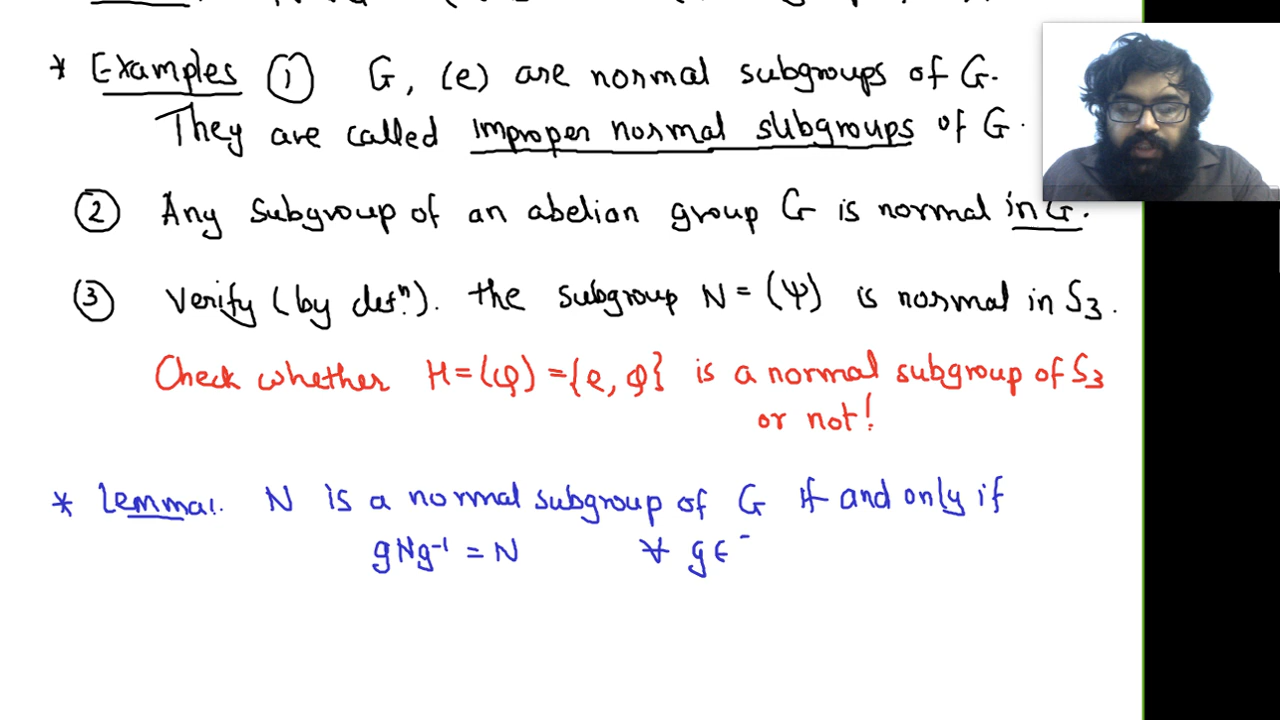 * Examples ① G, (e) are normal subgroups of G.
They are called improper normal subgroups of G.
② Any subgroup of an abelian group G is normal in G.
③ Verify (by defⁿ.). the subgroup N = (ψ) is normal in S₃.
Check whether H = (φ) = {e, φ} is a normal subgroup of S₃
or not!
* Lemma:. N is a normal subgroup of G if and only if
gNg⁻¹ = N ∀ g ∈